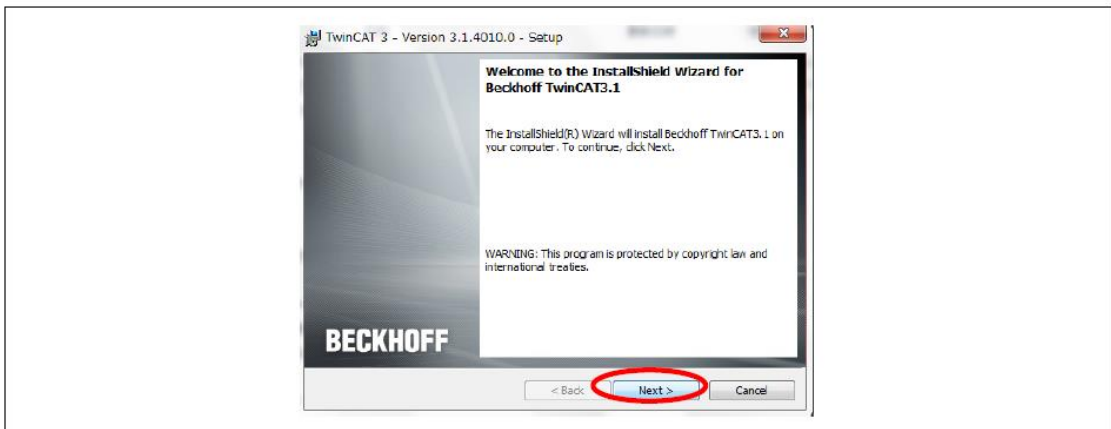 TwinCAT 3 - Version 3.1.4010.0 - Setup
Welcome to the InstallShield Wizard for
Beckhoff TwinCAT3.1
The InstallShield(R) Wizard will install Beckhoff TwinCAT3.1 on
your computer. To continue, click Next.
WARNING: This program is protected by copyright law and
international treaties.
BECKHOFF
< Back
Next >
Cancel